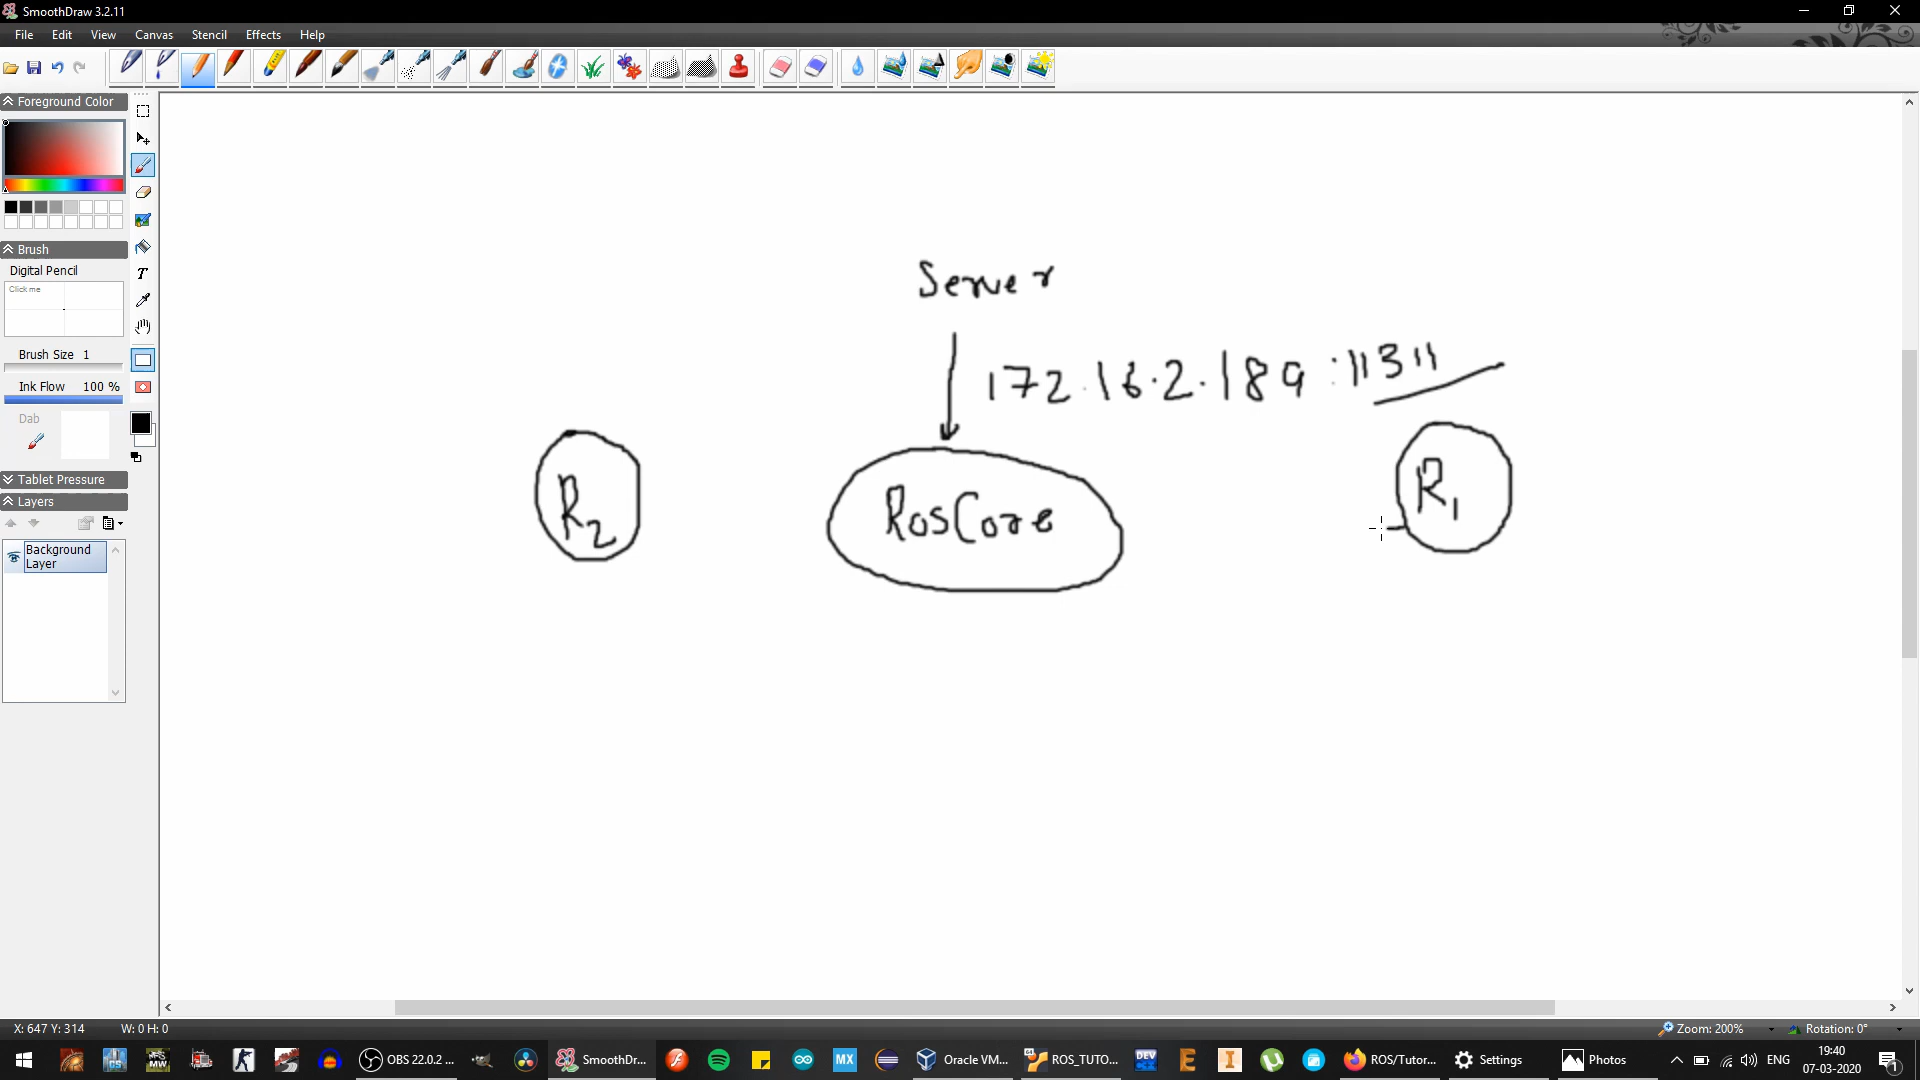 SmoothDraw 3.2.11
File Edit View Canvas Stencil Effects Help
Foreground Color
Brush
Digital Pencil
Click me
Brush Size 1
Ink Flow 100 %
Dab
Tablet Pressure
Layers
Background
Layer
Server
172.16.2.189 :11311
R2
RosCore
R1
X: 647 Y: 314 W: 0 H: 0
Zoom: 200% Rotation: 0°
OBS 22.0.2 ... SmoothDr... MX Oracle VM... ROS_TUTO... DEV ROS/Tutor... Settings Photos ENG 19:40
07-03-2020